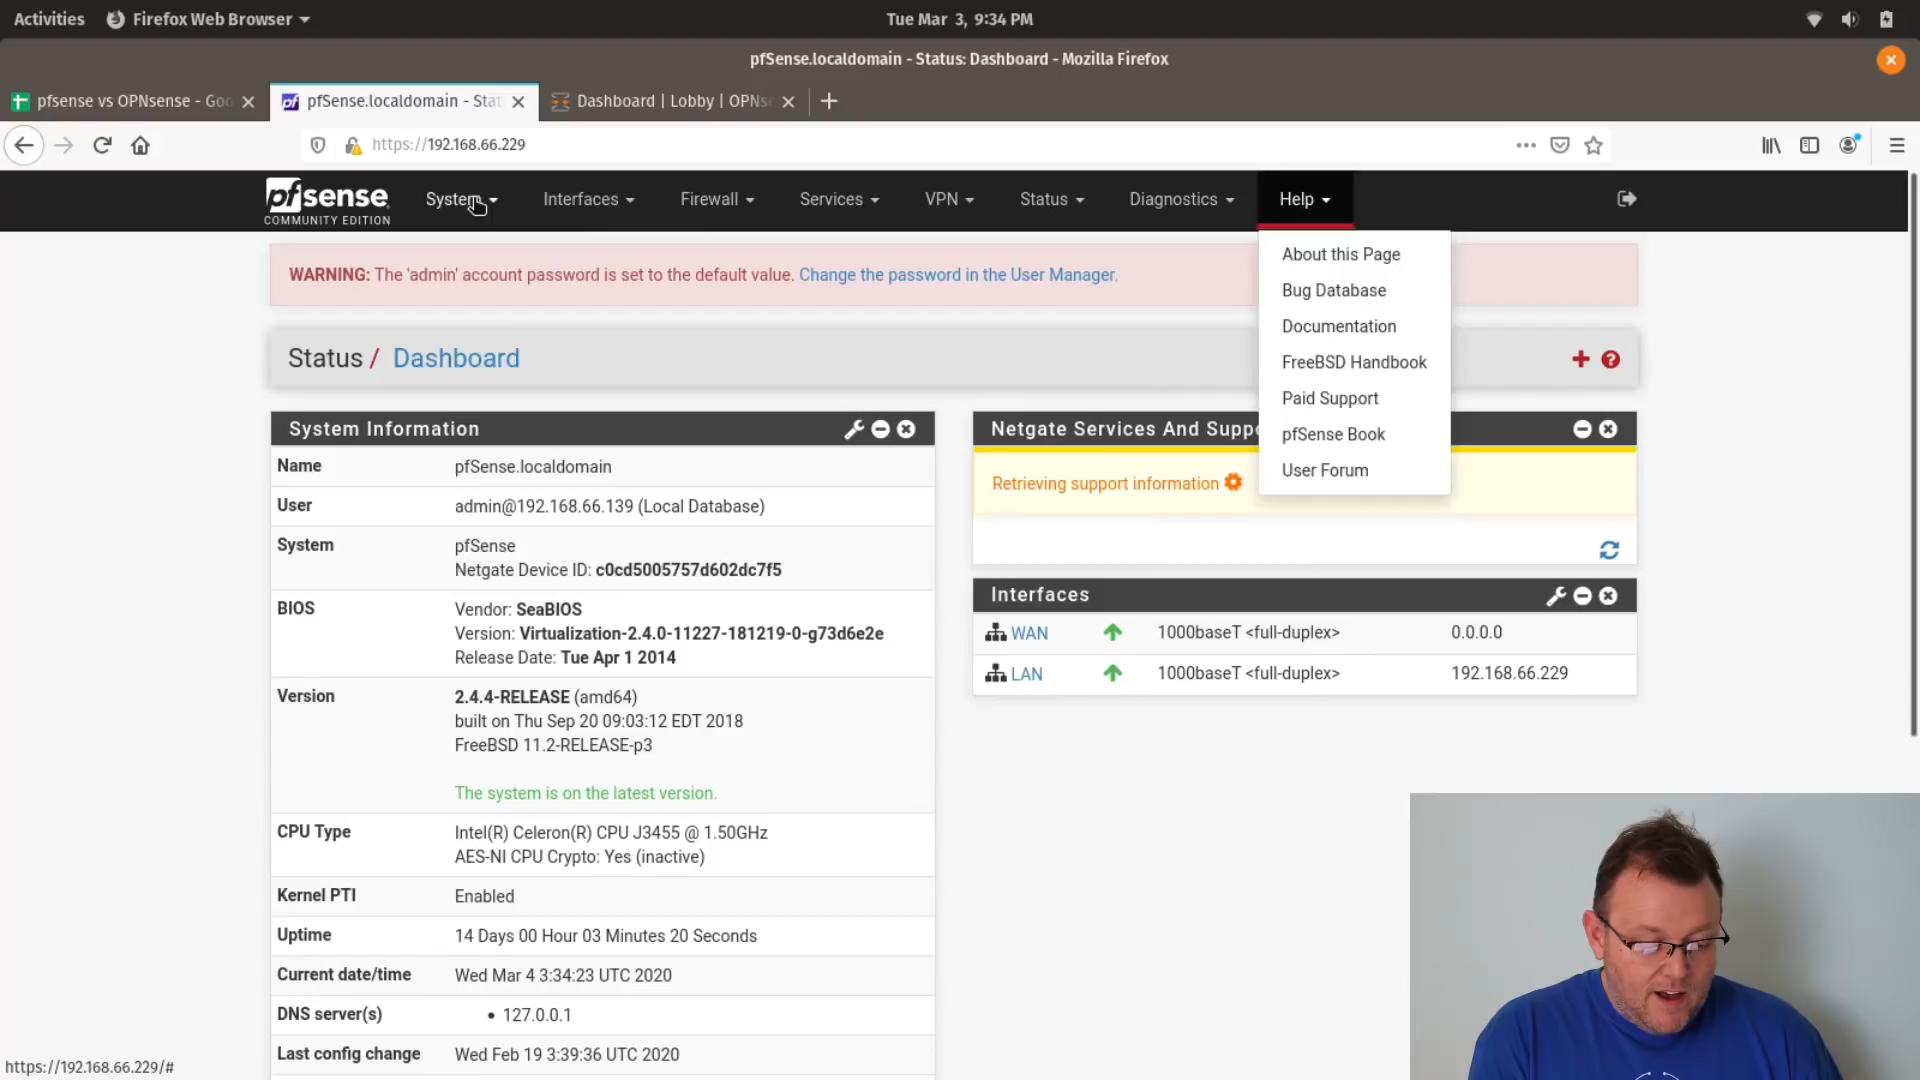 Activities Firefox Web Browser Tue Mar 3, 9:34 PM
pfSense.localdomain - Status: Dashboard - Mozilla Firefox
pfsense vs OPNsense - Goo pfSense.localdomain - Stat Dashboard | Lobby | OPNse
https://192.168.66.229
pfsense System Interfaces Firewall Services VPN Status Diagnostics Help
COMMUNITY EDITION
WARNING: The 'admin' account password is set to the default value. Change the password in the User Manager.
About this Page
Bug Database
Documentation
FreeBSD Handbook
Paid Support
pfSense Book
User Forum
Status / Dashboard
System Information
Name pfSense.localdomain
User admin@192.168.66.139 (Local Database)
System pfSense
Netgate Device ID: c0cd5005757d602dc7f5
BIOS Vendor: SeaBIOS
Version: Virtualization-2.4.0-11227-181219-0-g73d6e2e
Release Date: Tue Apr 1 2014
Version 2.4.4-RELEASE (amd64)
built on Thu Sep 20 09:03:12 EDT 2018
FreeBSD 11.2-RELEASE-p3
The system is on the latest version.
CPU Type Intel(R) Celeron(R) CPU J3455 @ 1.50GHz
AES-NI CPU Crypto: Yes (inactive)
Kernel PTI Enabled
Uptime 14 Days 00 Hour 03 Minutes 20 Seconds
Current date/time Wed Mar 4 3:34:23 UTC 2020
DNS server(s) • 127.0.0.1
Last config change Wed Feb 19 3:39:36 UTC 2020
Netgate Services And Suppo
Retrieving support information
Interfaces
WAN 1000baseT <full-duplex> 0.0.0.0
LAN 1000baseT <full-duplex> 192.168.66.229
https://192.168.66.229/#